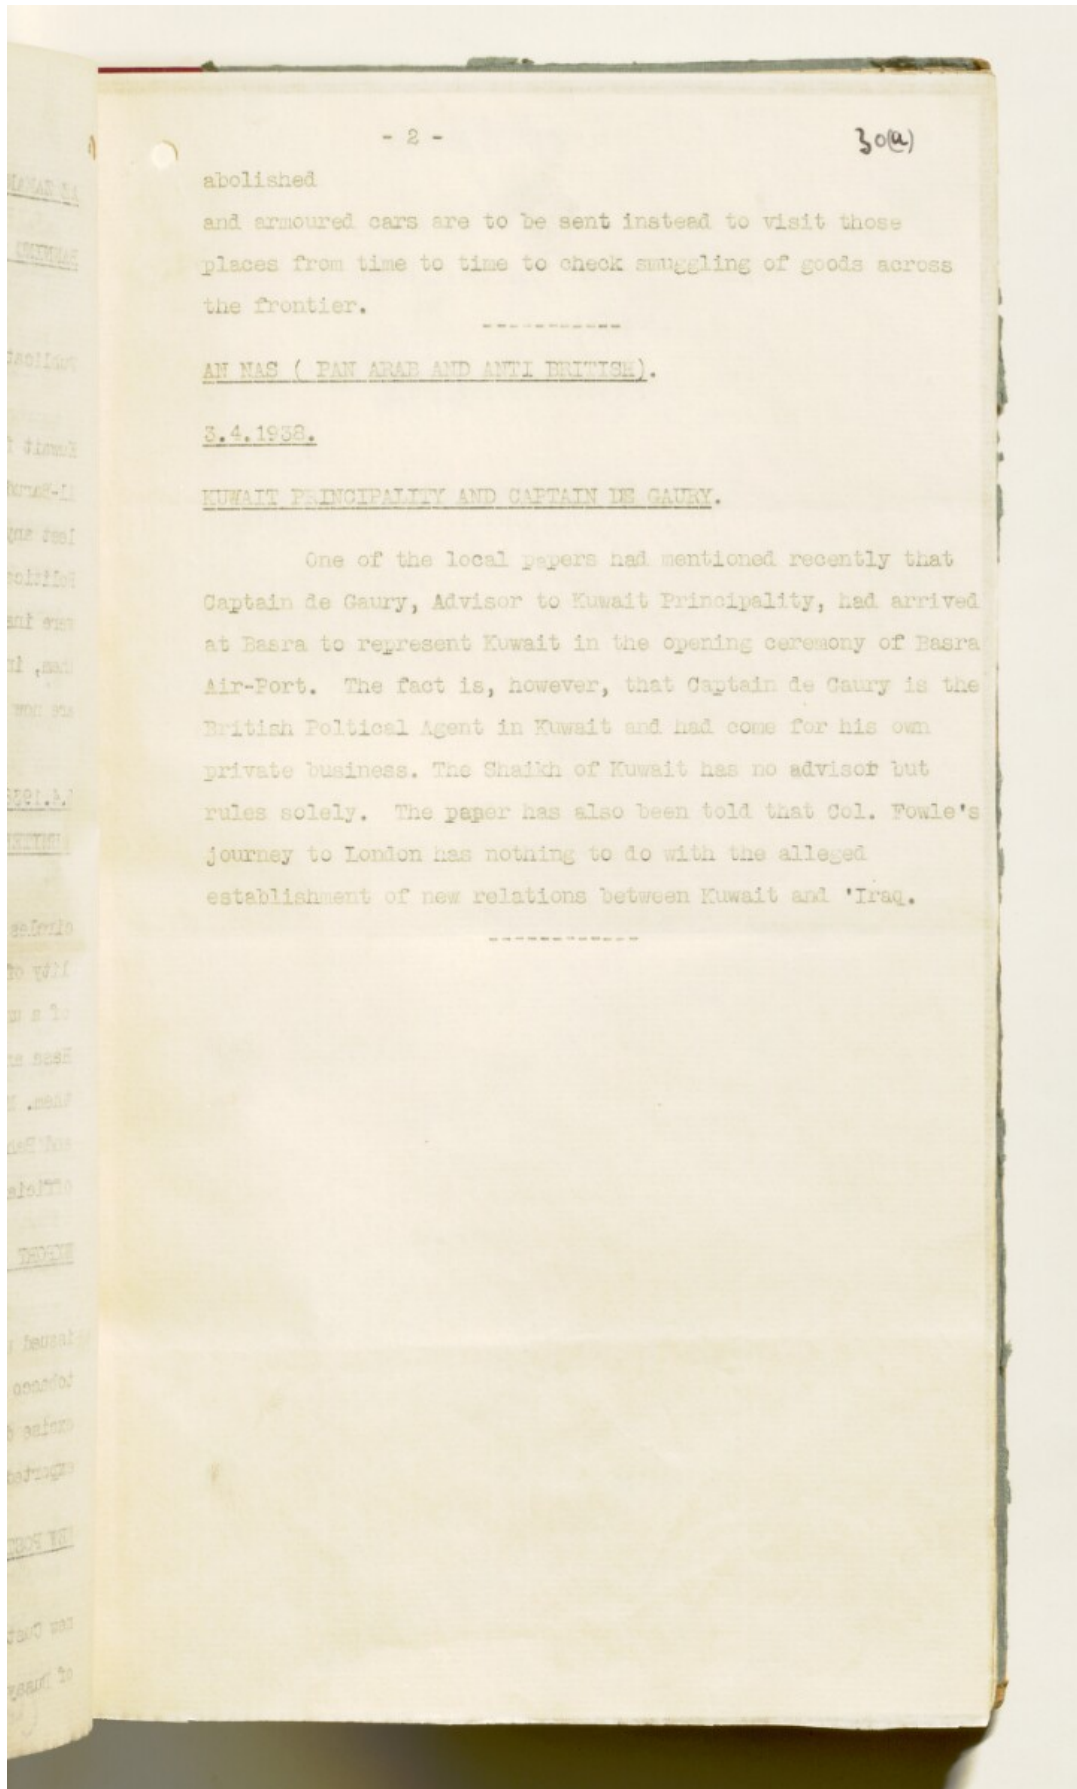 - 2 -
30(a)
abolished
and armoured cars are to be sent instead to visit those
places from time to time to check smuggling of goods across
the frontier.
-----------
AN NAS ( PAN ARAB AND ANTI BRITISH).
3.4.1938.
KUWAIT PRINCIPALITY AND CAPTAIN DE GAURY.
One of the local papers had mentioned recently that
Captain de Gaury, Advisor to Kuwait Principality, had arrived
at Basra to represent Kuwait in the opening ceremony of Basra
Air-Port. The fact is, however, that Captain de Gaury is the
British Poltical Agent in Kuwait and had come for his own
private business. The Shaikh of Kuwait has no advisor but
rules solely. The paper has also been told that Col. Fowle's
journey to London has nothing to do with the alleged
establishment of new relations between Kuwait and 'Iraq.
------------